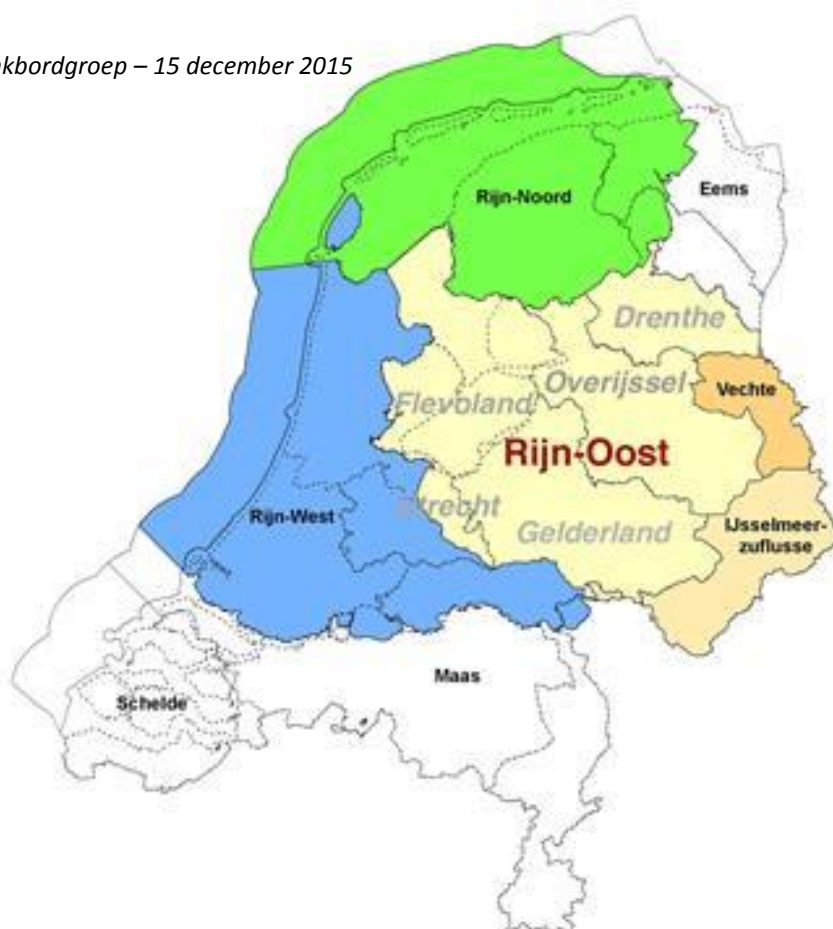 nkbordgroep – 15 december 2015
Rijn-Noord
Eems
Drenthe
Overijssel
Vechte
Flevoland
Rijn-Oost
Utrecht
Rijn-West
Gelderland
IJsselmeer-
zuflusse
Maas
Schelde